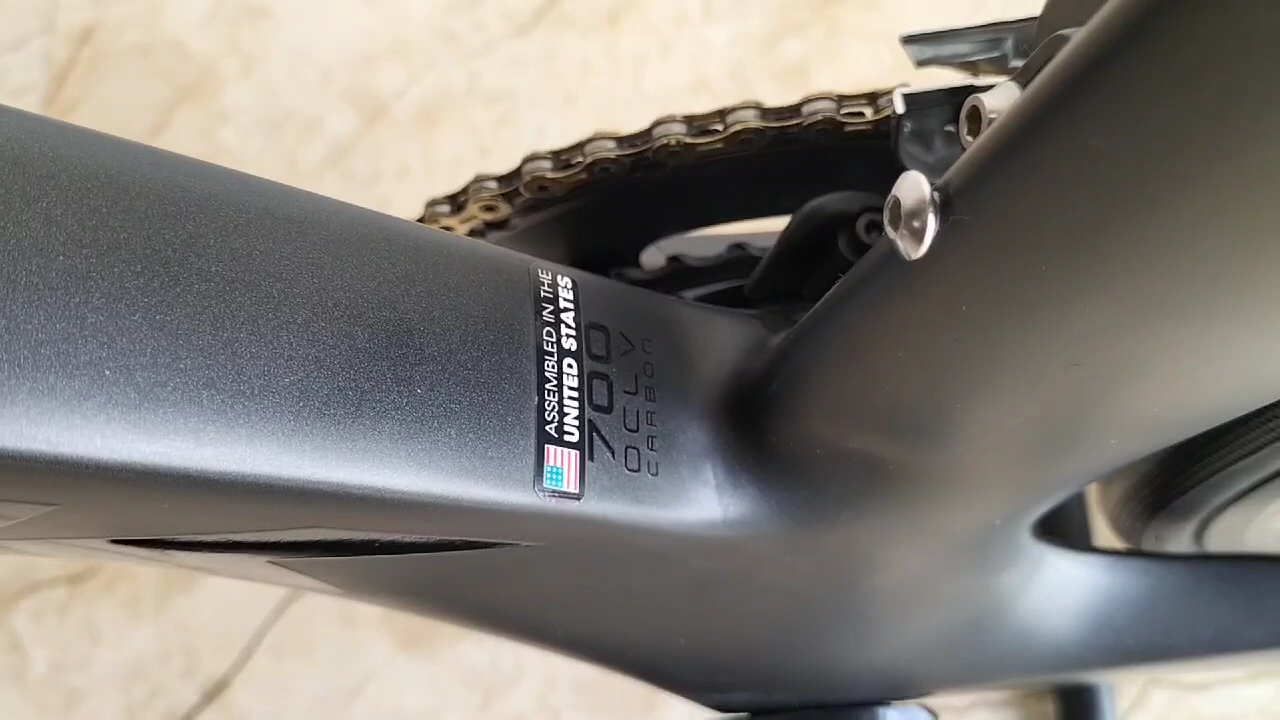 ASSEMBLED IN THE
UNITED STATES
700
OCLV
CARBON